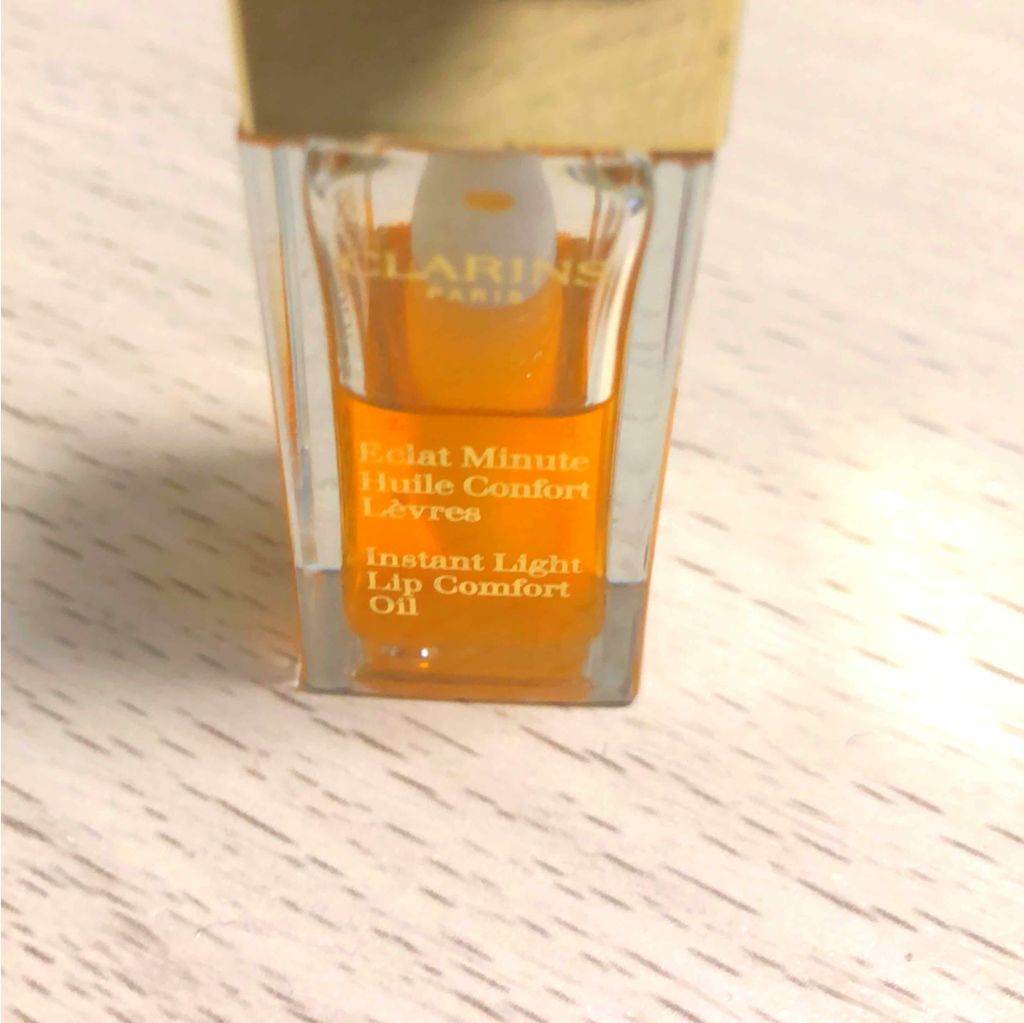 CLARINS
PARIS
Eclat Minute
Huile Confort
Lèvres
Instant Light
Lip Comfort
Oil